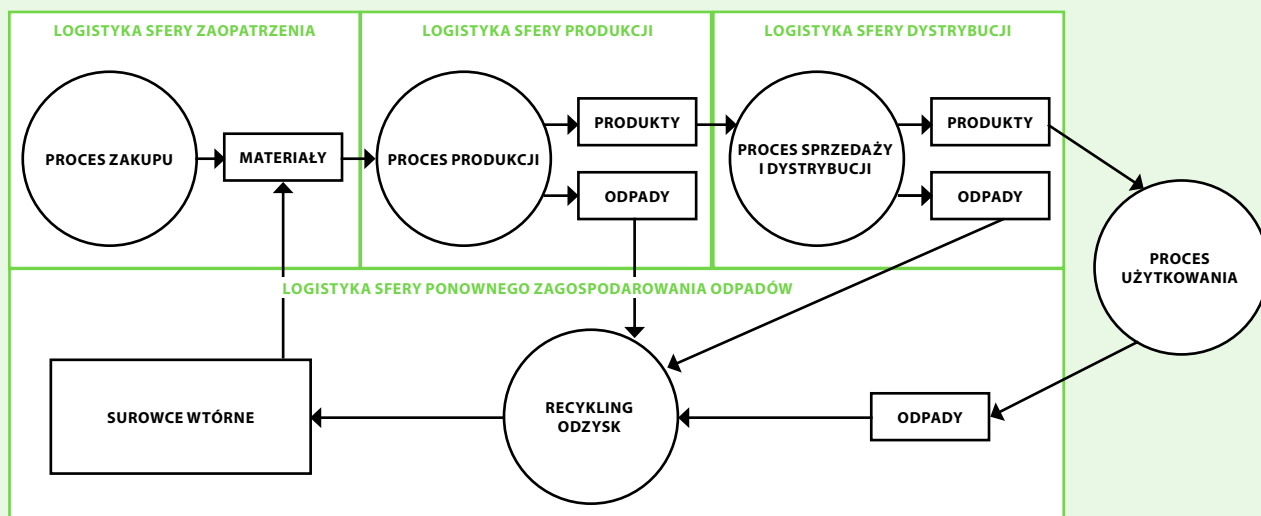 LOGISTYKA SFERY ZAOPATRZENIA
LOGISTYKA SFERY PRODUKCJI
LOGISTYKA SFERY DYSTRYBUCJI
PROCES ZAKUPU
MATERIAŁY
PROCES PRODUKCJI
PRODUKTY
ODPADY
PROCES SPRZEDAŻY
I DYSTRYBUCJI
PRODUKTY
ODPADY
PROCES
UŻYTKOWANIA
LOGISTYKA SFERY PONOWNEGO ZAGOSPODAROWANIA ODPADÓW
SUROWCE WTÓRNE
RECYKLING
ODZYSK
ODPADY